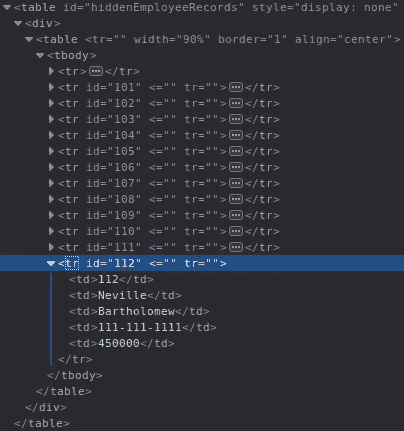 <table id="hiddenEmployeeRecords" style="display: none"
<div>
<table <tr="" width="90%" border="1" align="center">
<tbody>
<tr>•••</tr>
<tr id="101" <="" tr="">•••</tr>
<tr id="102" <="" tr="">•••</tr>
<tr id="103" <="" tr="">•••</tr>
<tr id="104" <="" tr="">•••</tr>
<tr id="105" <="" tr="">•••</tr>
<tr id="106" <="" tr="">•••</tr>
<tr id="107" <="" tr="">•••</tr>
<tr id="108" <="" tr="">•••</tr>
<tr id="109" <="" tr="">•••</tr>
<tr id="110" <="" tr="">•••</tr>
<tr id="111" <="" tr="">•••</tr>
<tr id="112" <="" tr="">
<td>112</td>
<td>Neville</td>
<td>Bartholomew</td>
<td>111-111-1111</td>
<td>450000</td>
</tr>
</tbody>
</table>
</div>
</table>